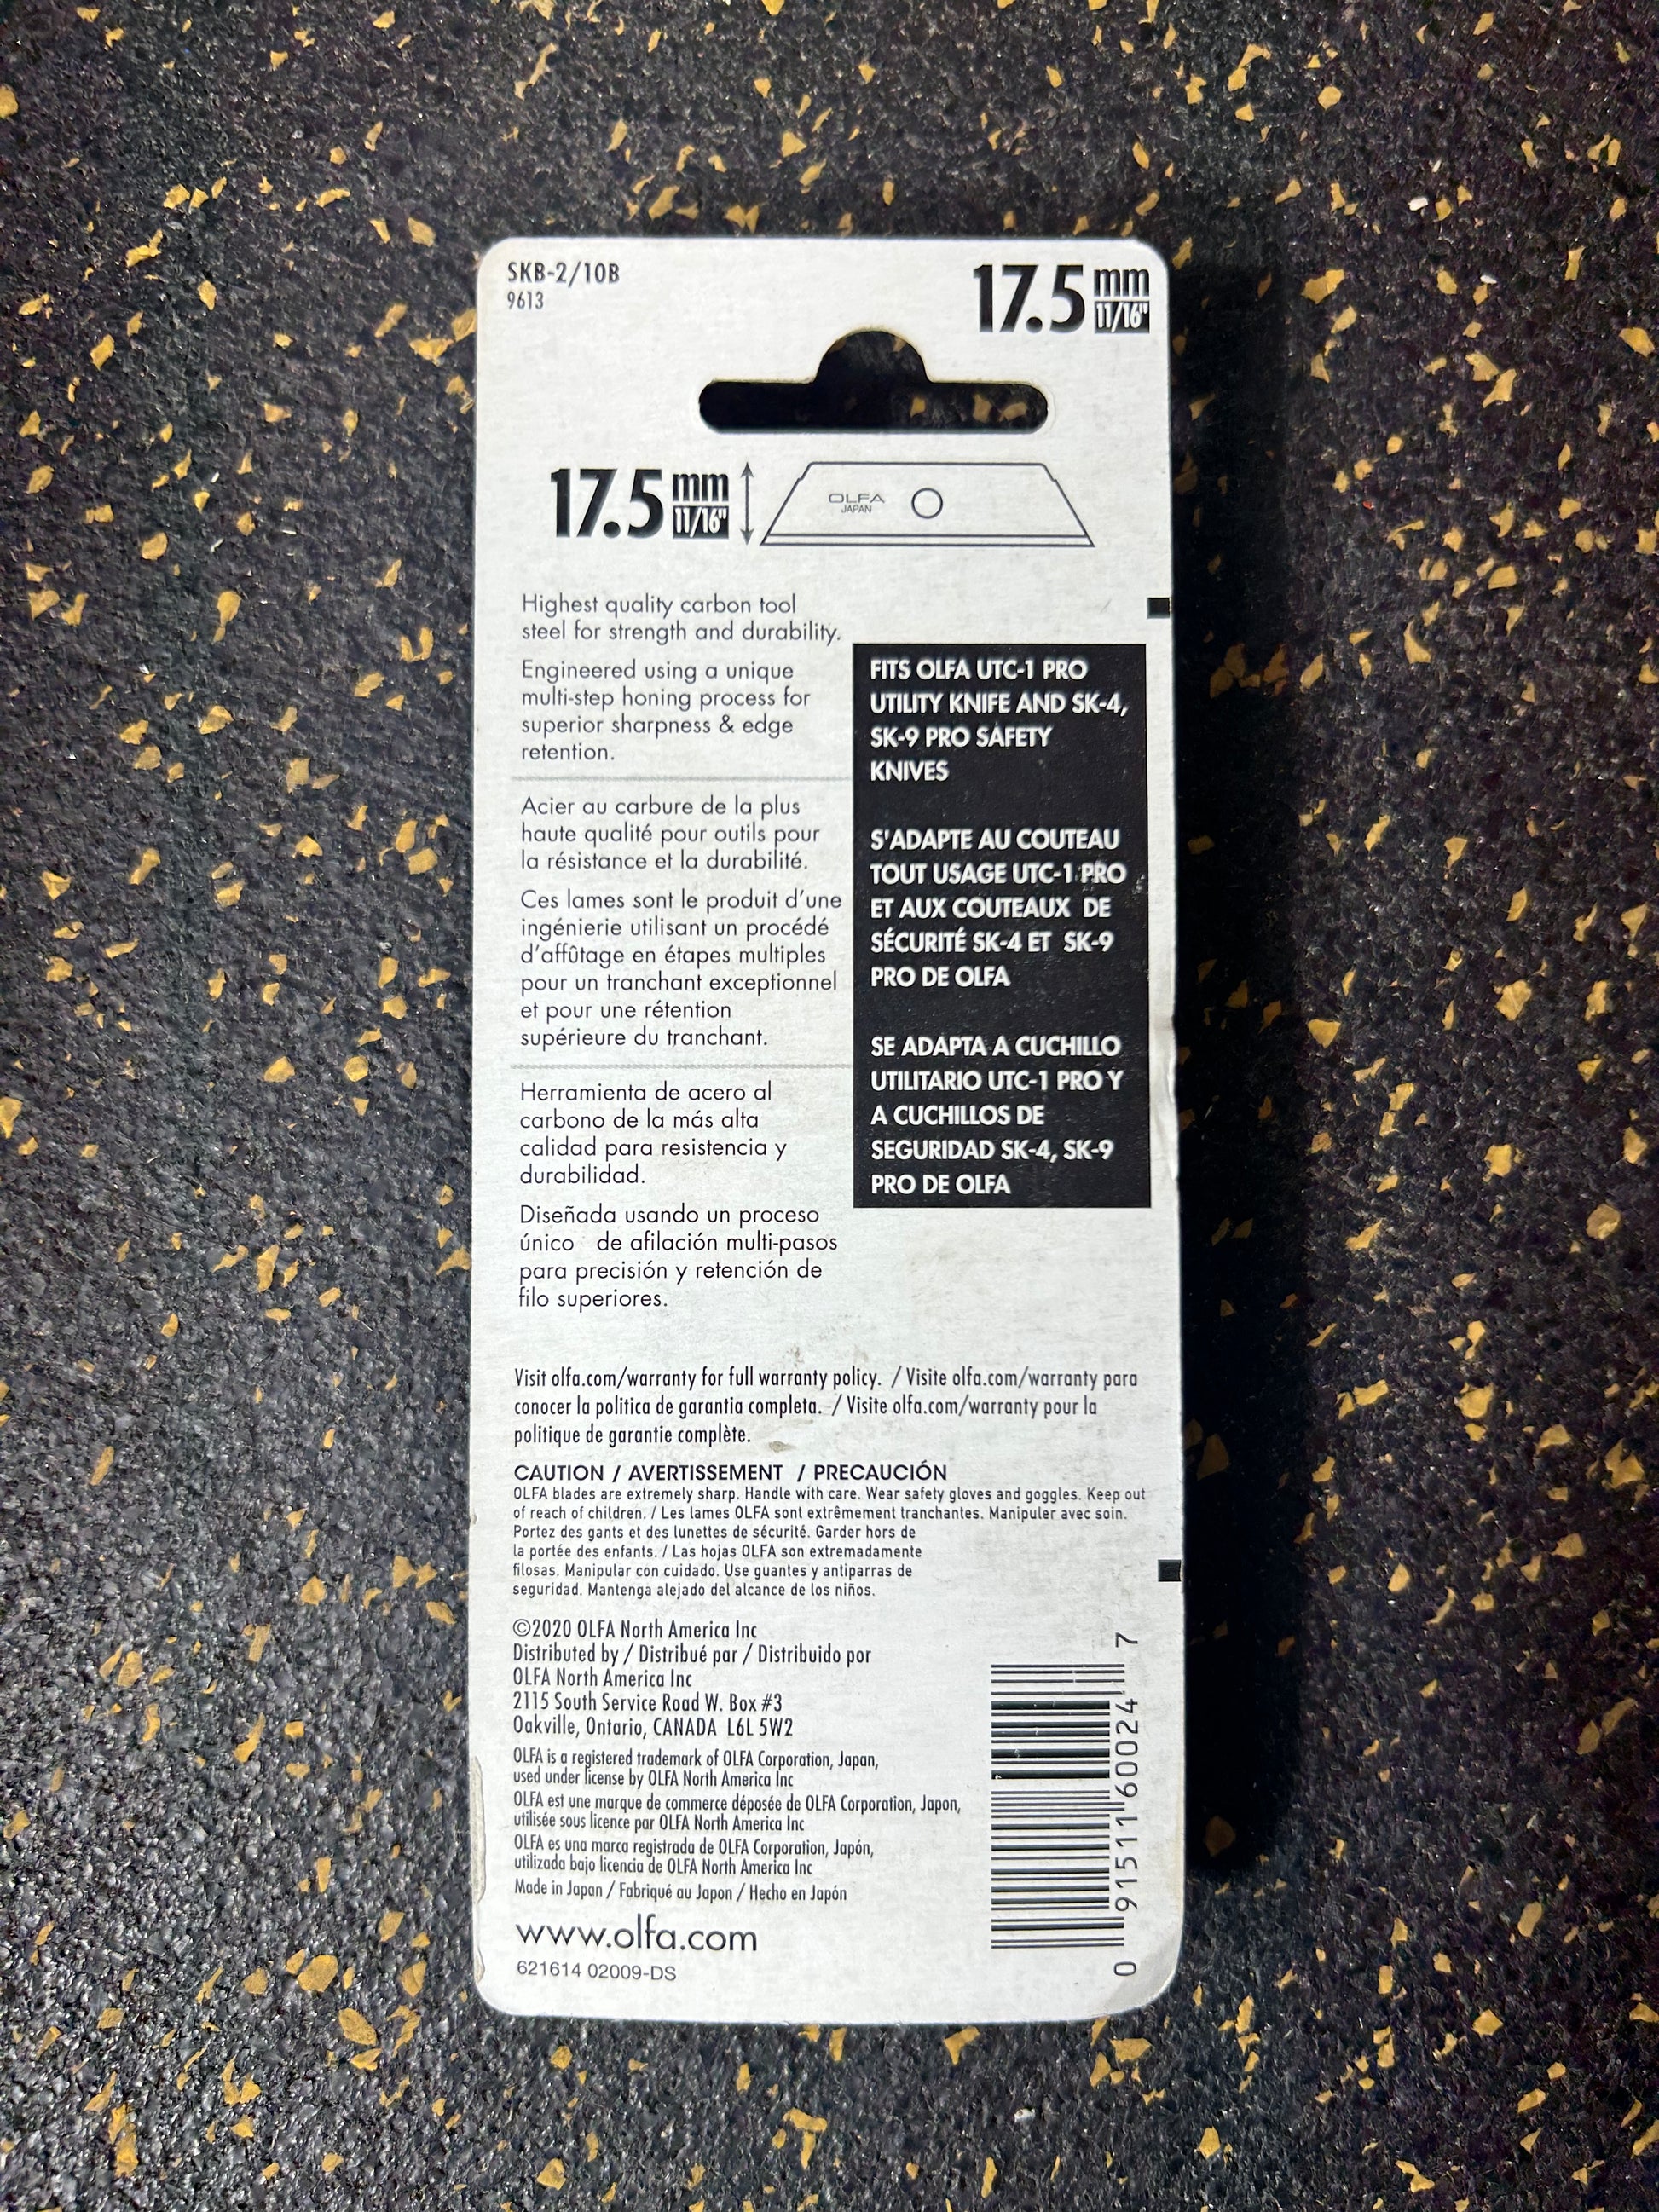 SKB-2/10B
9613
17.5 mm
11/16"
17.5 mm
11/16"
OLFA
JAPAN
Highest quality carbon tool
steel for strength and durability.
Engineered using a unique
multi-step honing process for
superior sharpness & edge
retention.
Acier au carbure de la plus
haute qualité pour outils pour
la résistance et la durabilité.
Ces lames sont le produit d'une
ingénierie utilisant un procédé
d'affûtage en étapes multiples
pour un tranchant exceptionnel
et pour une rétention
supérieure du tranchant.
Herramienta de acero al
carbono de la más alta
calidad para resistencia y
durabilidad.
Diseñada usando un proceso
único de afilación multi-pasos
para precisión y retención de
filo superiores.
FITS OLFA UTC-1 PRO
UTILITY KNIFE AND SK-4,
SK-9 PRO SAFETY
KNIVES
S'ADAPTE AU COUTEAU
TOUT USAGE UTC-1 PRO
ET AUX COUTEAUX DE
SÉCURITÉ SK-4 ET SK-9
PRO DE OLFA
SE ADAPTA A CUCHILLO
UTILITARIO UTC-1 PRO Y
A CUCHILLOS DE
SEGURIDAD SK-4, SK-9
PRO DE OLFA
Visit olfa.com/warranty for full warranty policy. / Visite olfa.com/warranty para
conocer la politica de garantia completa. / Visite olfa.com/warranty pour la
politique de garantie complète.
CAUTION / AVERTISSEMENT / PRECAUCIÓN
OLFA blades are extremely sharp. Handle with care. Wear safety gloves and goggles. Keep out
of reach of children. / Les lames OLFA sont extrêmement tranchantes. Manipuler avec soin.
Portez des gants et des lunettes de sécurité. Garder hors de
la portée des enfants. / Las hojas OLFA son extremadamente
filosas. Manipular con cuidado. Use guantes y antiparras de
seguridad. Mantenga alejado del alcance de los niños.
©2020 OLFA North America Inc
Distributed by / Distribué par / Distribuido por
OLFA North America Inc
2115 South Service Road W. Box #3
Oakville, Ontario, CANADA L6L 5W2
OLFA is a registered trademark of OLFA Corporation, Japan,
used under license by OLFA North America Inc
OLFA est une marque de commerce déposée de OLFA Corporation, Japon,
utilisée sous licence par OLFA North America Inc
OLFA es una marca registrada de OLFA Corporation, Japón,
utilizada bajo licencia de OLFA North America Inc
Made in Japan / Fabriqué au Japon / Hecho en Japón
www.olfa.com
621614 02009-DS
0 91511 60024 7